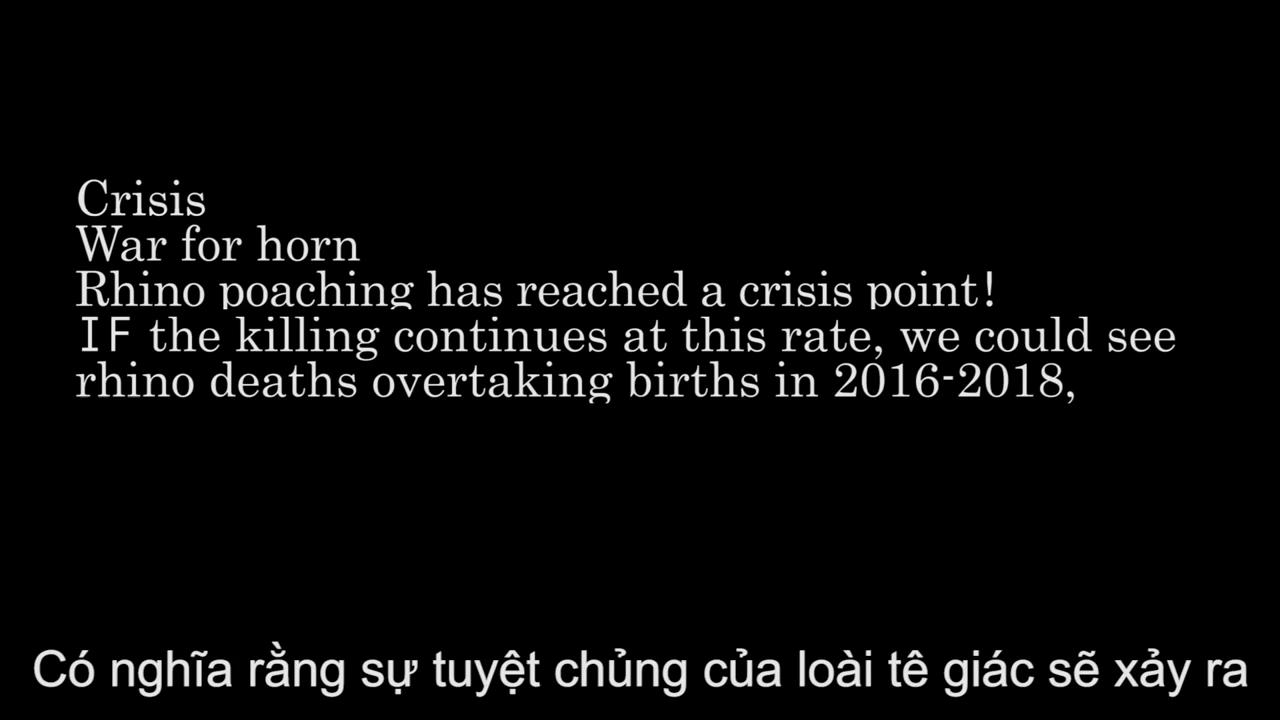 Crisis
War for horn
Rhino poaching has reached a crisis point!
IF the killing continues at this rate, we could see
rhino deaths overtaking births in 2016-2018,
Có nghĩa rằng sự tuyệt chủng của loài tê giác sẽ xảy ra